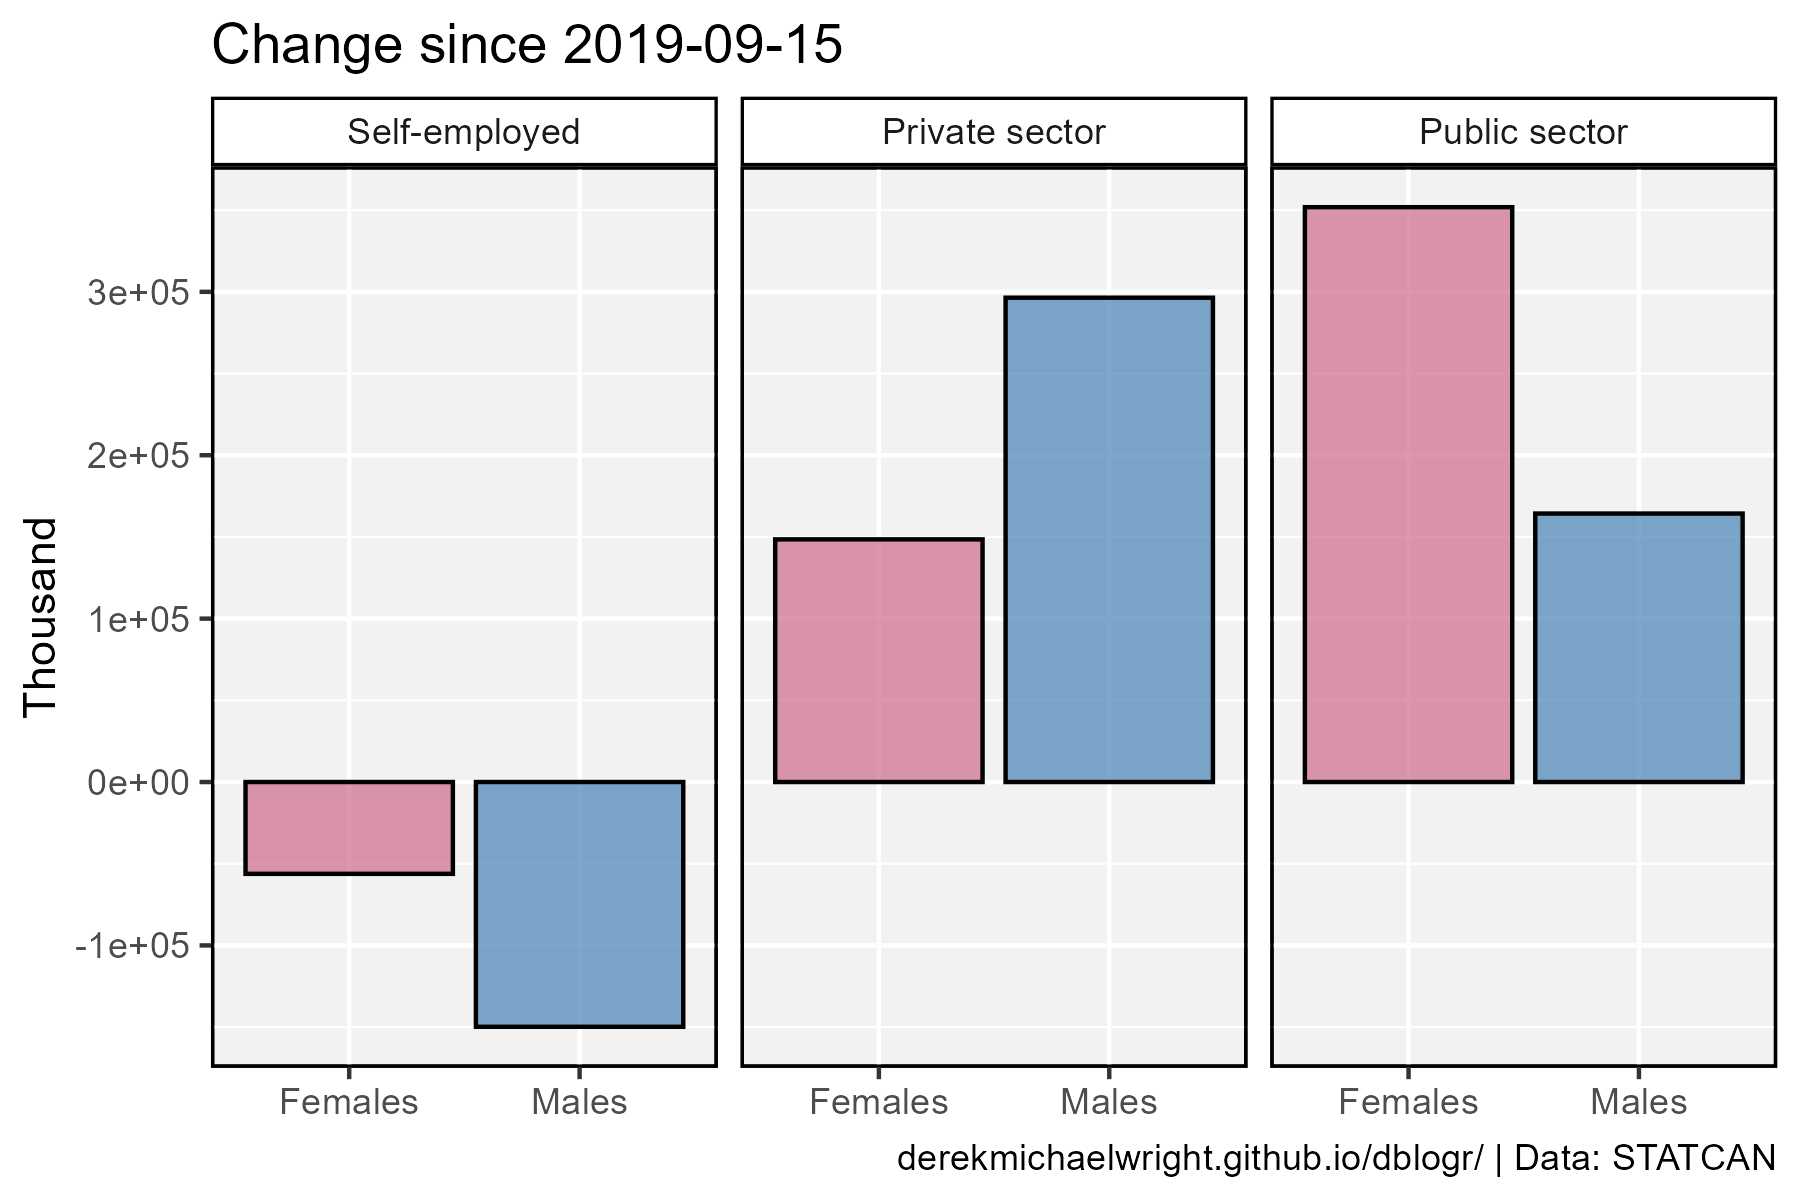 Change since 2019-09-15
Self-employed
Private sector
Public sector
Thousand
3e+05
2e+05
1e+05
0e+00
-1e+05
Females
Males
Females
Males
Females
Males
derekmichaelwright.github.io/dblogr/ | Data: STATCAN